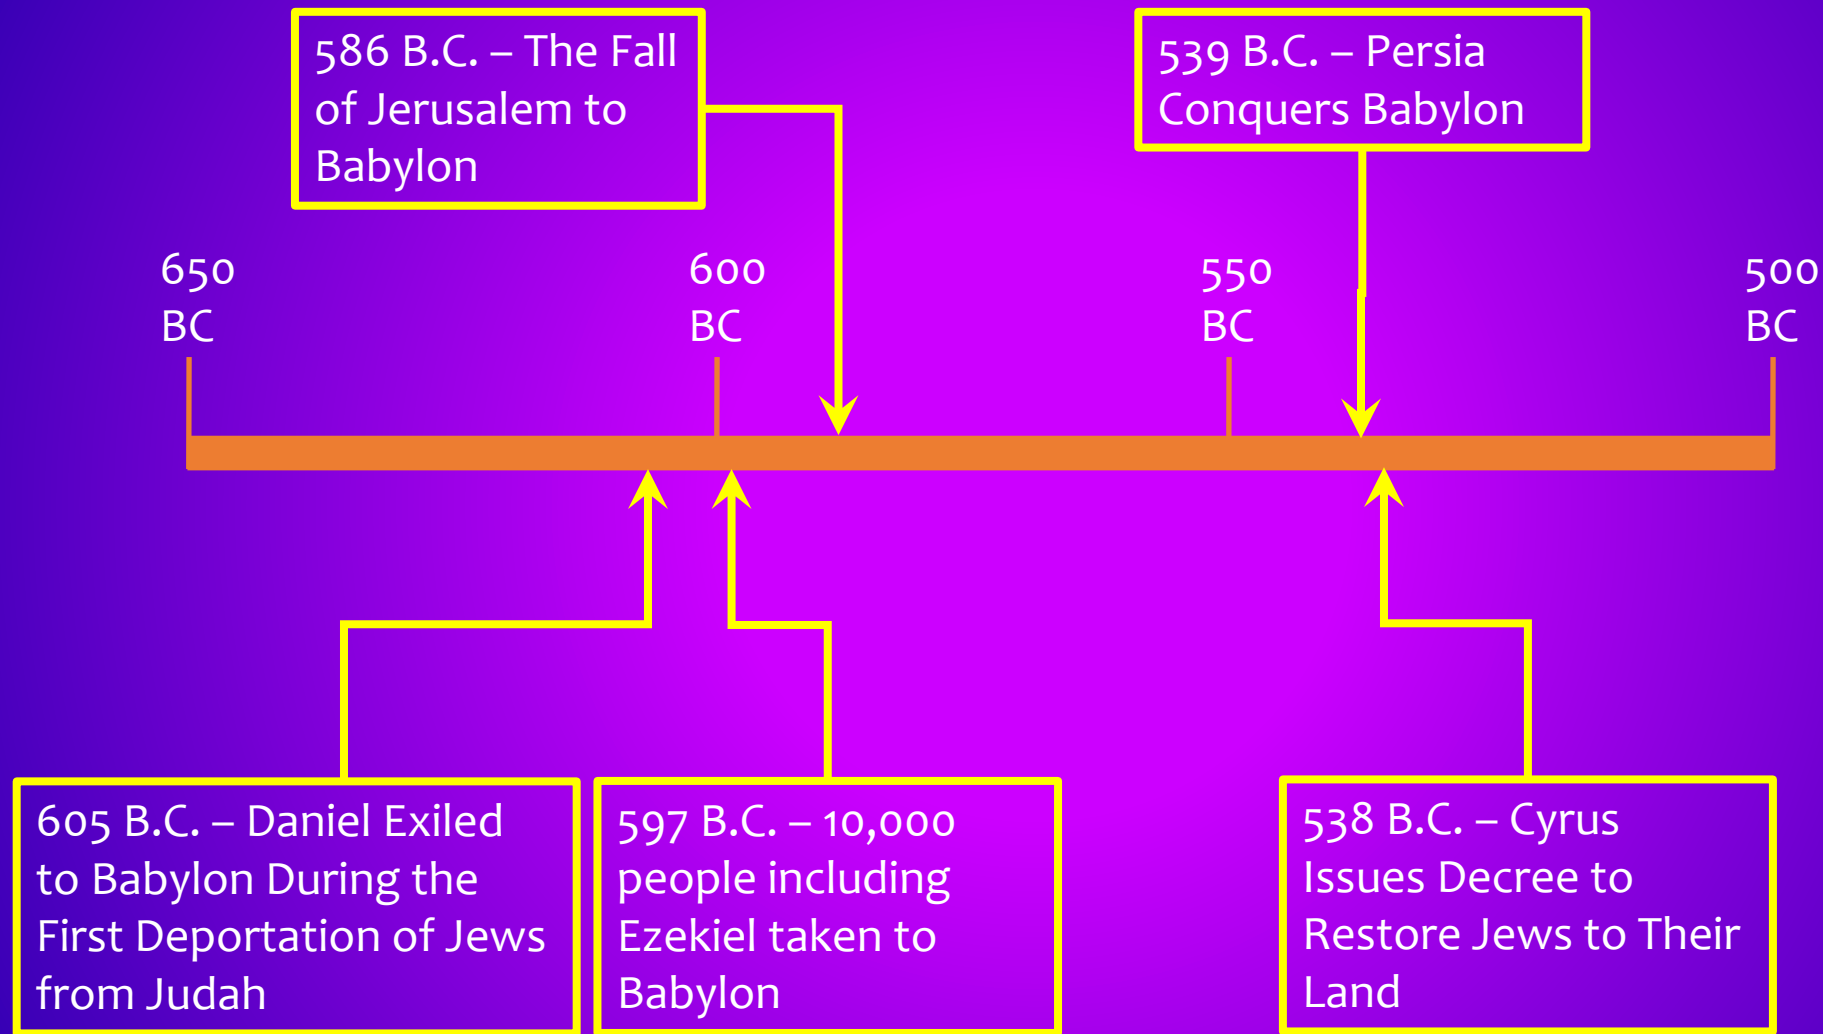 586 B.C. – The Fall
of Jerusalem to
Babylon
539 B.C. – Persia
Conquers Babylon
650
BC
600
BC
550
BC
500
BC
605 B.C. – Daniel Exiled
to Babylon During the
First Deportation of Jews
from Judah
597 B.C. – 10,000
people including
Ezekiel taken to
Babylon
538 B.C. – Cyrus
Issues Decree to
Restore Jews to Their
Land